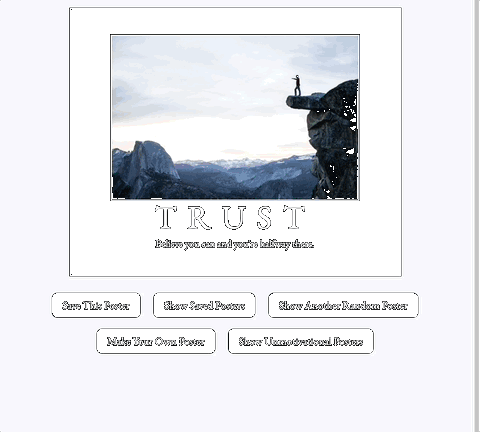 TRUST
Believe you can and you're halfway there.
Save This Poster
Show Saved Posters
Show Another Random Poster
Make Your Own Poster
Show Unmotivational Posters